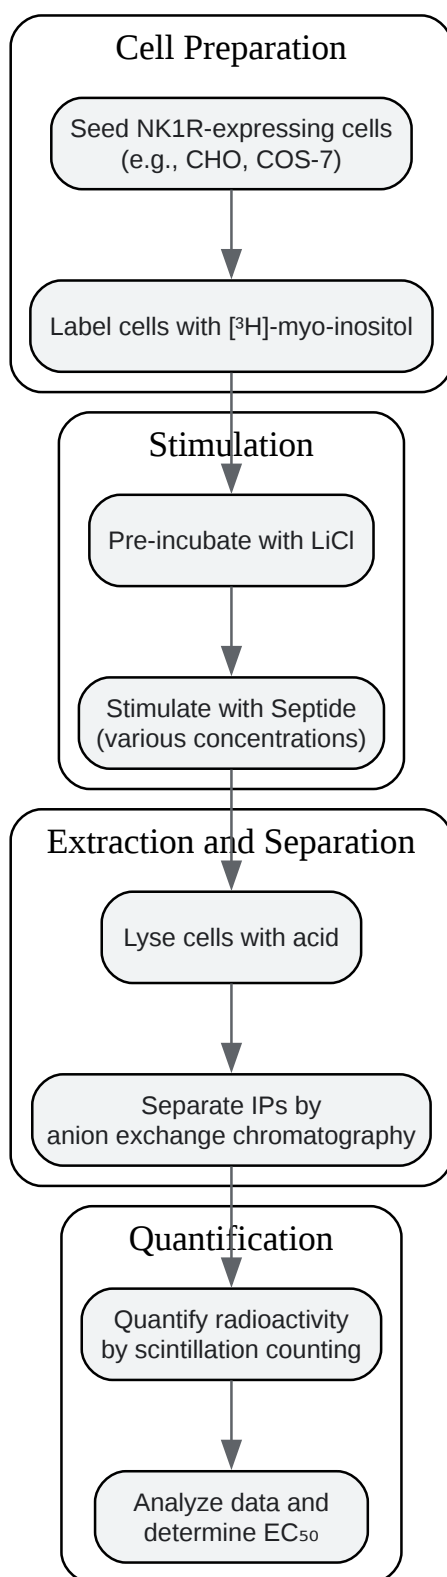 Cell Preparation
Seed NK1R-expressing cells
(e.g., CHO, COS-7)
Label cells with [³H]-myo-inositol
Stimulation
Pre-incubate with LiCl
Stimulate with Septide
(various concentrations)
Extraction and Separation
Lyse cells with acid
Separate IPs by
anion exchange chromatography
Quantification
Quantify radioactivity
by scintillation counting
Analyze data and
determine EC₅₀